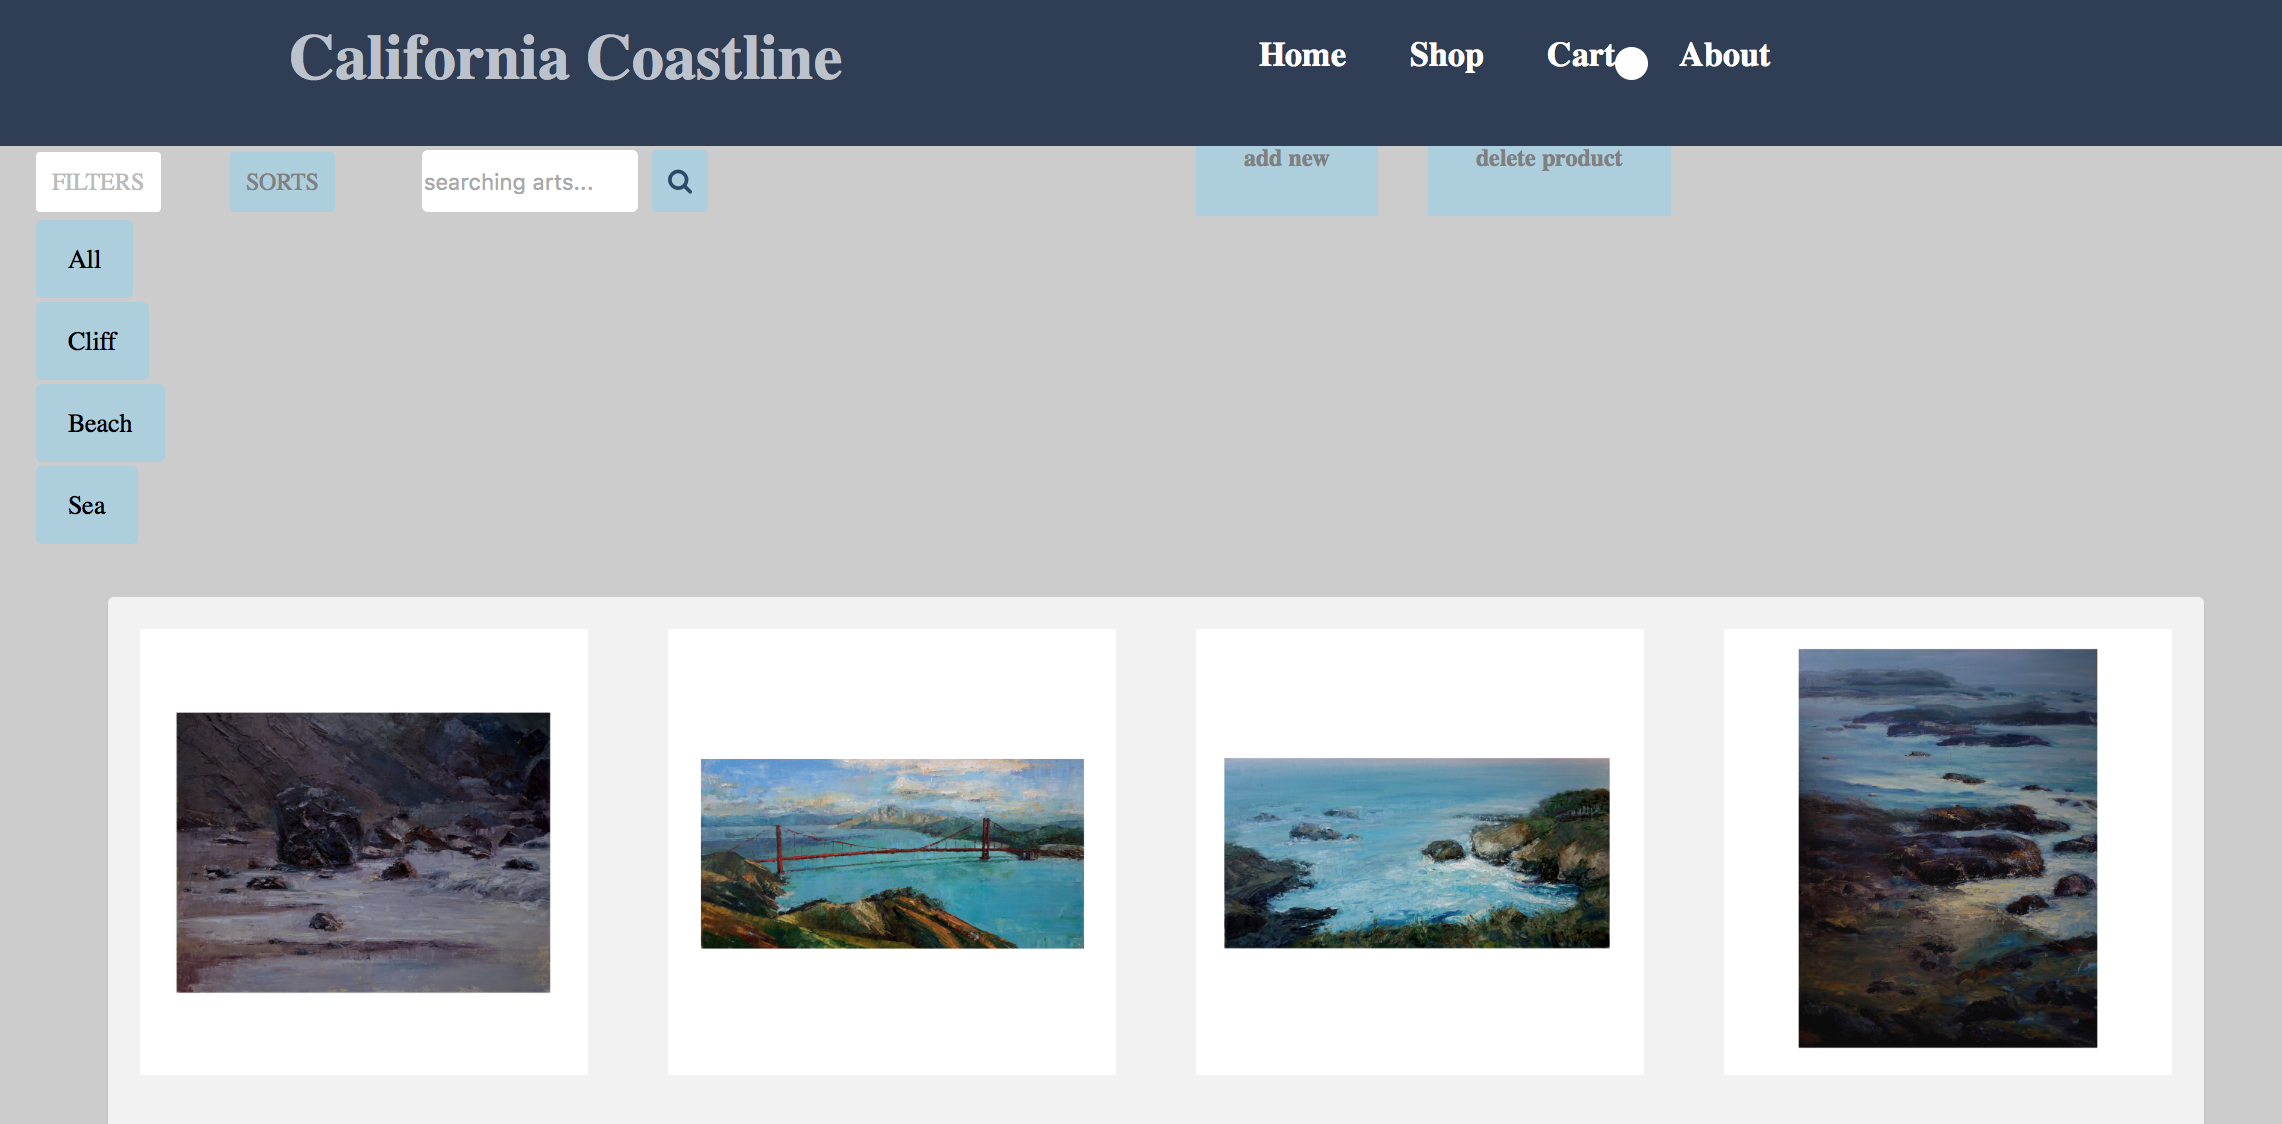 California Coastline
Home Shop Cart About
FILTERS SORTS searching arts... add new delete product
All
Cliff
Beach
Sea